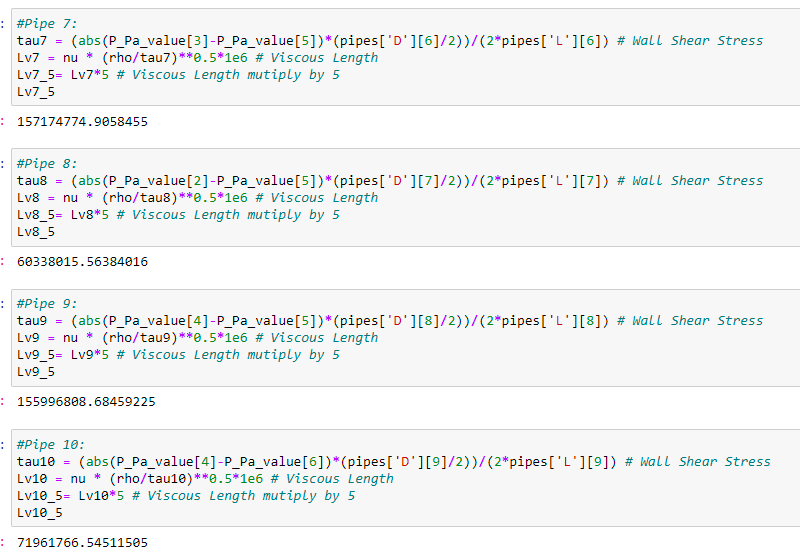 #Pipe 7:
tau7 = (abs(P_Pa_value[3]-P_Pa_value[5])*(pipes['D'][6]/2))/(2*pipes['L'][6]) # Wall Shear Stress
Lv7 = nu * (rho/tau7)**0.5*1e6 # Viscous Length
Lv7_5= Lv7*5 # Viscous Length mutiply by 5
Lv7_5
157174774.9058455
#Pipe 8:
tau8 = (abs(P_Pa_value[2]-P_Pa_value[5])*(pipes['D'][7]/2))/(2*pipes['L'][7]) # Wall Shear Stress
Lv8 = nu * (rho/tau8)**0.5*1e6 # Viscous Length
Lv8_5= Lv8*5 # Viscous Length mutiply by 5
Lv8_5
60338015.56384016
#Pipe 9:
tau9 = (abs(P_Pa_value[4]-P_Pa_value[5])*(pipes['D'][8]/2))/(2*pipes['L'][8]) # Wall Shear Stress
Lv9 = nu * (rho/tau9)**0.5*1e6 # Viscous Length
Lv9_5= Lv9*5 # Viscous Length mutiply by 5
Lv9_5
155996808.68459225
#Pipe 10:
tau10 = (abs(P_Pa_value[4]-P_Pa_value[6])*(pipes['D'][9]/2))/(2*pipes['L'][9]) # Wall Shear Stress
Lv10 = nu * (rho/tau10)**0.5*1e6 # Viscous Length
Lv10_5= Lv10*5 # Viscous Length mutiply by 5
Lv10_5
71961766.54511505